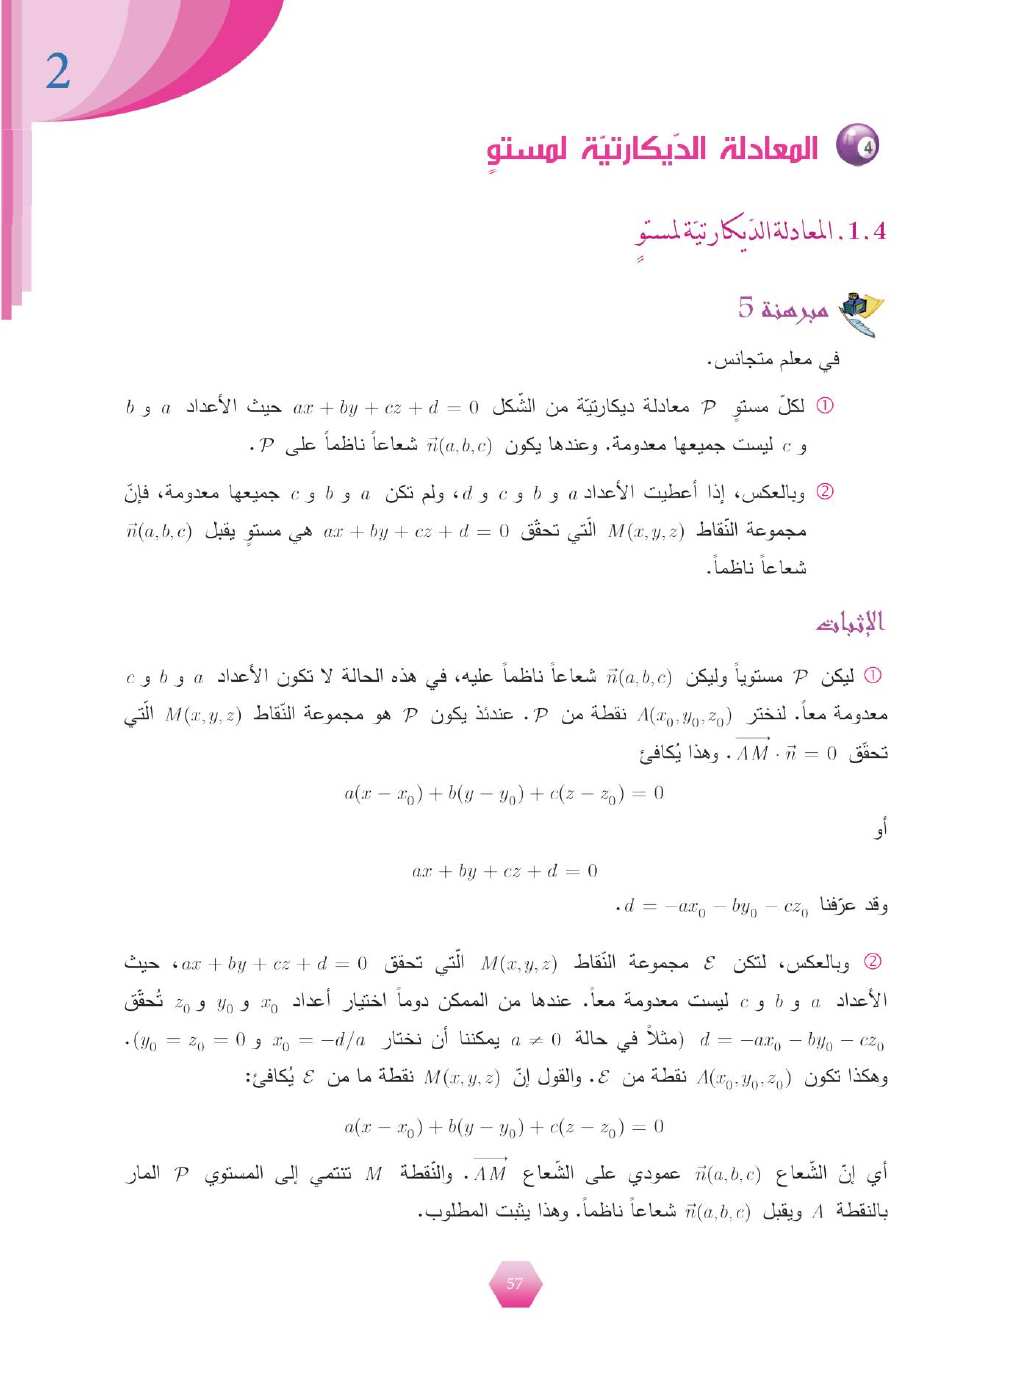 2
4 المعادلة الدّيكارتيّة لمستوٍ
1.4. المعادلة الدّيكارتيّة لمستوٍ
مبرهنة 5
في معلم متجانس.
① لكلّ مستوٍ P معادلة ديكارتيّة من الشّكل ax + by + cz + d = 0 حيث الأعداد a و b
و c ليست جميعها معدومة. وعندها يكون n⃗(a,b,c) شعاعاً ناظماً على P.
② وبالعكس، إذا أعطيت الأعداد a و b و c و d، ولم تكن a و b و c جميعها معدومة، فإنّ
مجموعة النّقاط M(x,y,z) الّتي تحقّق ax + by + cz + d = 0 هي مستوٍ يقبل n⃗(a,b,c)
شعاعاً ناظماً.
الإثبات
① ليكن P مستوياً وليكن n⃗(a,b,c) شعاعاً ناظماً عليه، في هذه الحالة لا تكون الأعداد a و b و c
معدومة معاً. لنختر A(x₀,y₀,z₀) نقطة من P. عندئذ يكون P هو مجموعة النّقاط M(x,y,z) الّتي
تحقّق AM⃗ · n⃗ = 0. وهذا يُكافئ
a(x − x₀) + b(y − y₀) + c(z − z₀) = 0
أو
ax + by + cz + d = 0
وقد عرّفنا d = −ax₀ − by₀ − cz₀.
② وبالعكس، لتكن ℰ مجموعة النّقاط M(x,y,z) الّتي تحقق ax + by + cz + d = 0، حيث
الأعداد a و b و c ليست معدومة معاً. عندها من الممكن دوماً اختيار أعداد x₀ و y₀ و z₀ تُحقّق
d = −ax₀ − by₀ − cz₀ (مثلاً في حالة a ≠ 0 يمكننا أن نختار x₀ = −d/a و y₀ = z₀ = 0).
وهكذا تكون A(x₀,y₀,z₀) نقطة من ℰ. والقول إنّ M(x,y,z) نقطة ما من ℰ يُكافئ:
a(x − x₀) + b(y − y₀) + c(z − z₀) = 0
أي إنّ الشّعاع n⃗(a,b,c) عمودي على الشّعاع AM⃗. والنّقطة M تنتمي إلى المستوي P المار
بالنقطة A ويقبل n⃗(a,b,c) شعاعاً ناظماً. وهذا يثبت المطلوب.
57